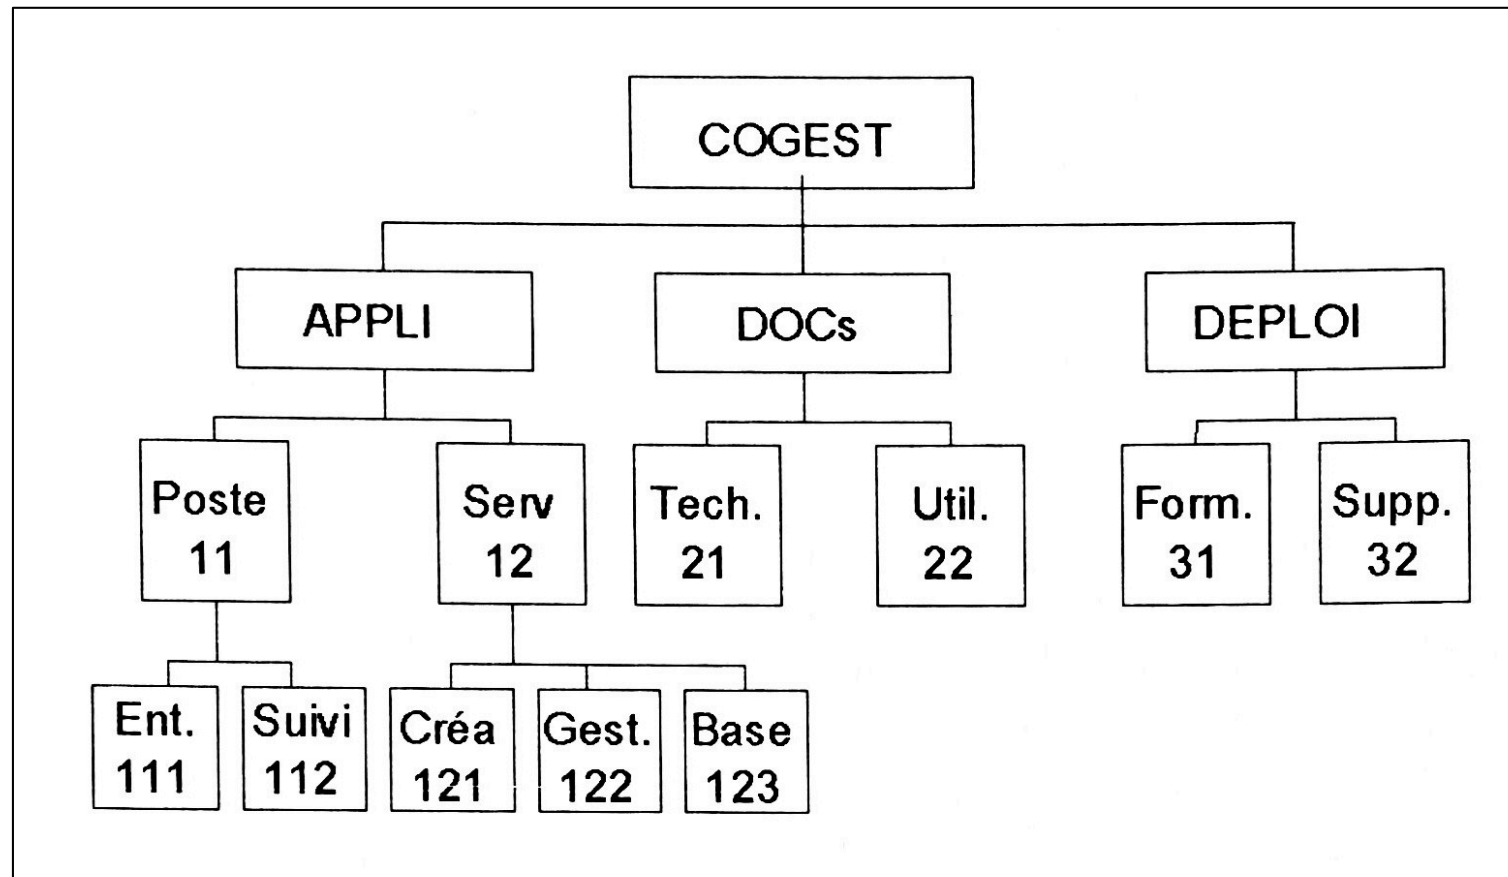 COGEST
APPLI
DOCs
DEPLOI
Poste
11
Serv
12
Tech.
21
Util.
22
Form.
31
Supp.
32
Ent.
111
Suivi
112
Créa
121
Gest.
122
Base
123